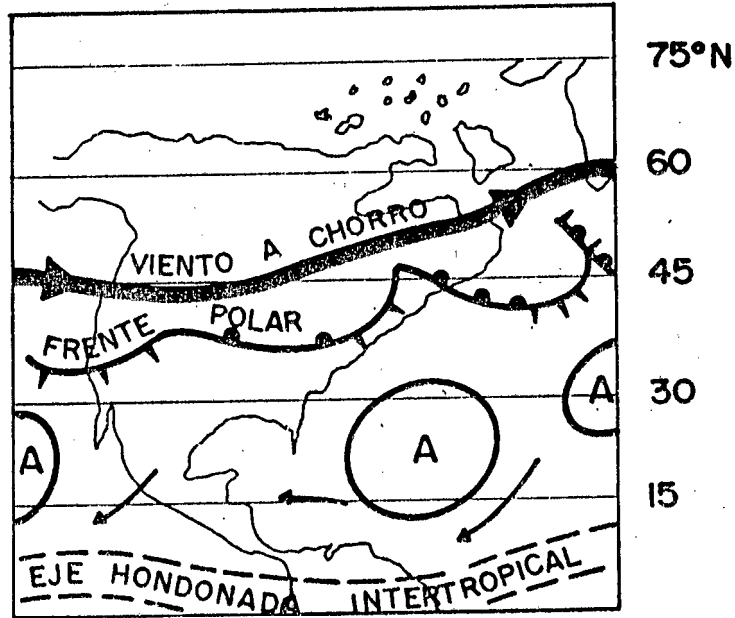 75°N
60
VIENTO A CHORRO
45
FRENTE POLAR
30
A
A
A
15
EJE HONDONADA INTERTROPICAL